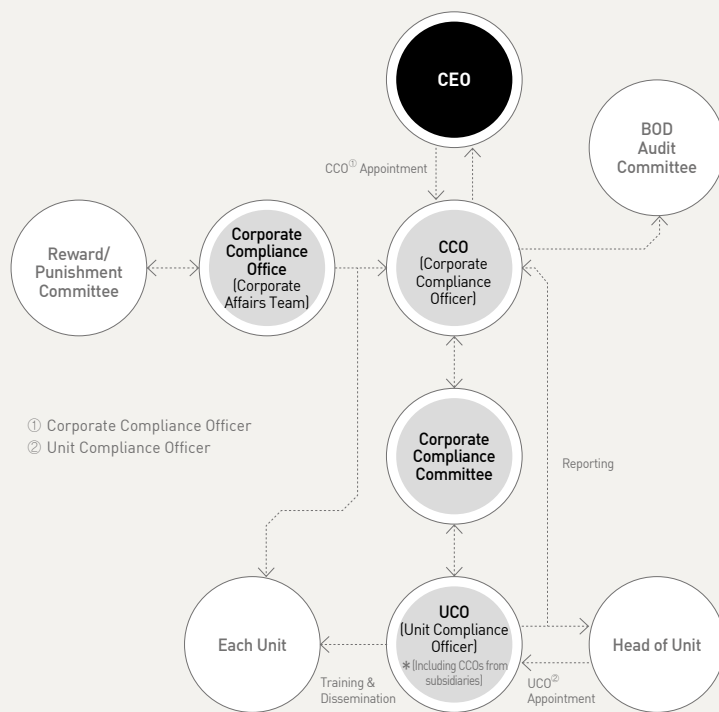 CEO
BOD
Audit
Committee
CCO① Appointment
Reward/
Punishment
Committee
Corporate
Compliance
Office
(Corporate
Affairs Team)
CCO
(Corporate
Compliance
Officer)
① Corporate Compliance Officer
② Unit Compliance Officer
Corporate
Compliance
Committee
Reporting
Each Unit
UCO
(Unit Compliance
Officer)
*(Including CCOs from
subsidiaries)
Head of Unit
Training &
Dissemination
UCO②
Appointment